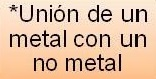 *Unión de un
metal con un
no metal